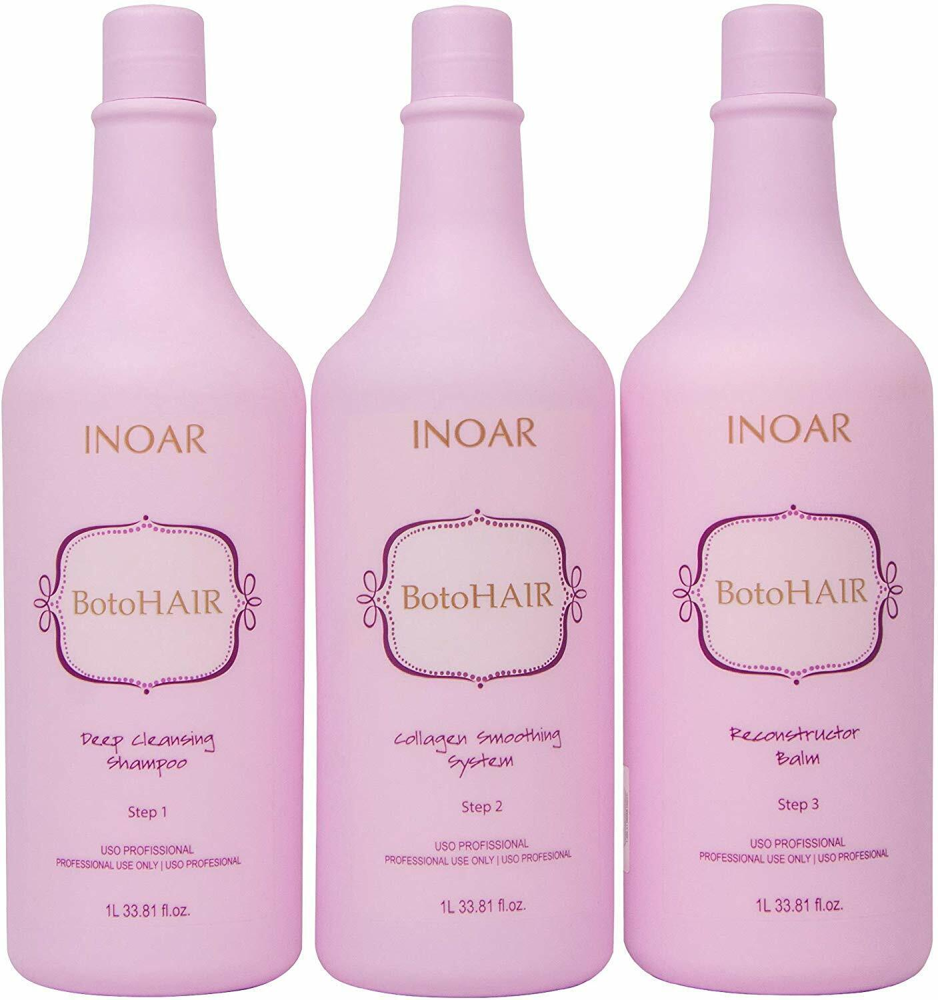 INOAR
BotoHAIR
Deep Cleansing
Shampoo
Step 1
USO PROFISSIONAL
PROFESSIONAL USE ONLY | USO PROFESIONAL
1L 33.81 fl.oz.
INOAR
BotoHAIR
Collagen Smoothing
System
Step 2
USO PROFISSIONAL
PROFESSIONAL USE ONLY | USO PROFESIONAL
1L 33.81 fl.oz.
INOAR
BotoHAIR
Reconstructor
Balm
Step 3
USO PROFISSIONAL
PROFESSIONAL USE ONLY | USO PROFESIONAL
1L 33.81 fl.oz.